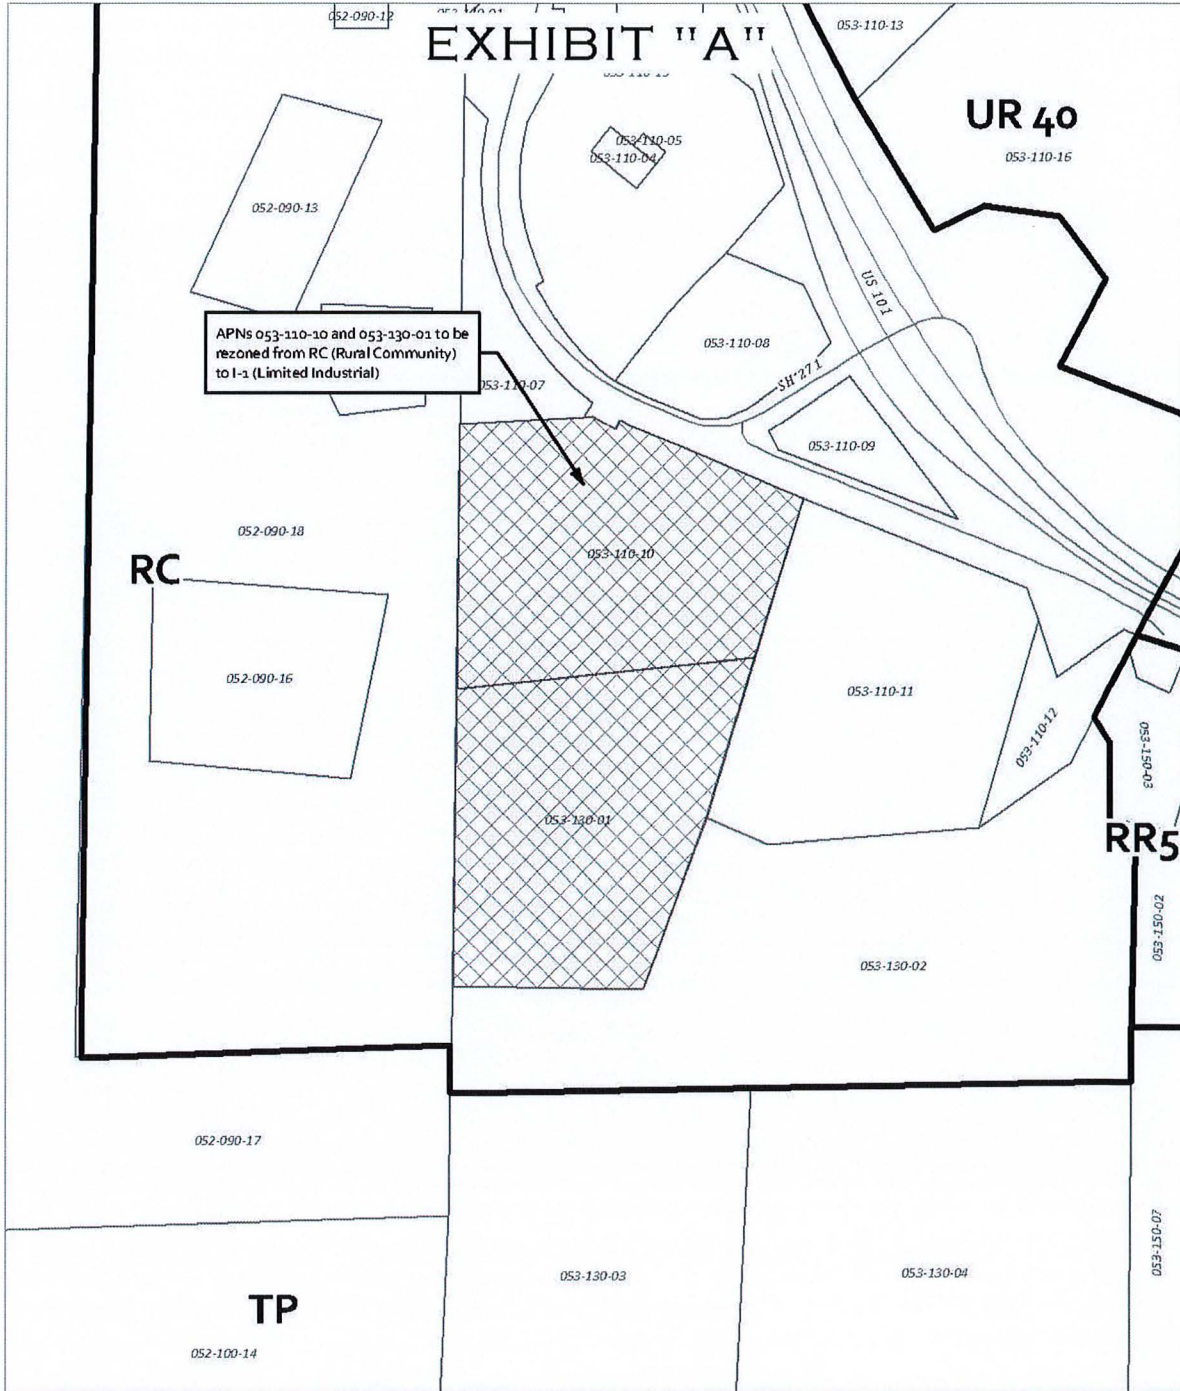 052-090-12
EXHIBIT "A"
053-110-13
UR 40
053-110-16
053-110-05
053-110-04
052-090-13
US 101
APNs 053-110-10 and 053-130-01 to be
rezoned from RC (Rural Community)
to I-1 (Limited Industrial)
053-110-08
SH 271
053-110-07
053-110-09
052-090-18
053-110-10
RC
052-090-16
053-110-11
053-110-12
053-150-03
053-130-01
RR5
053-150-02
053-130-02
052-090-17
053-150-07
053-130-03
053-130-04
TP
052-100-14